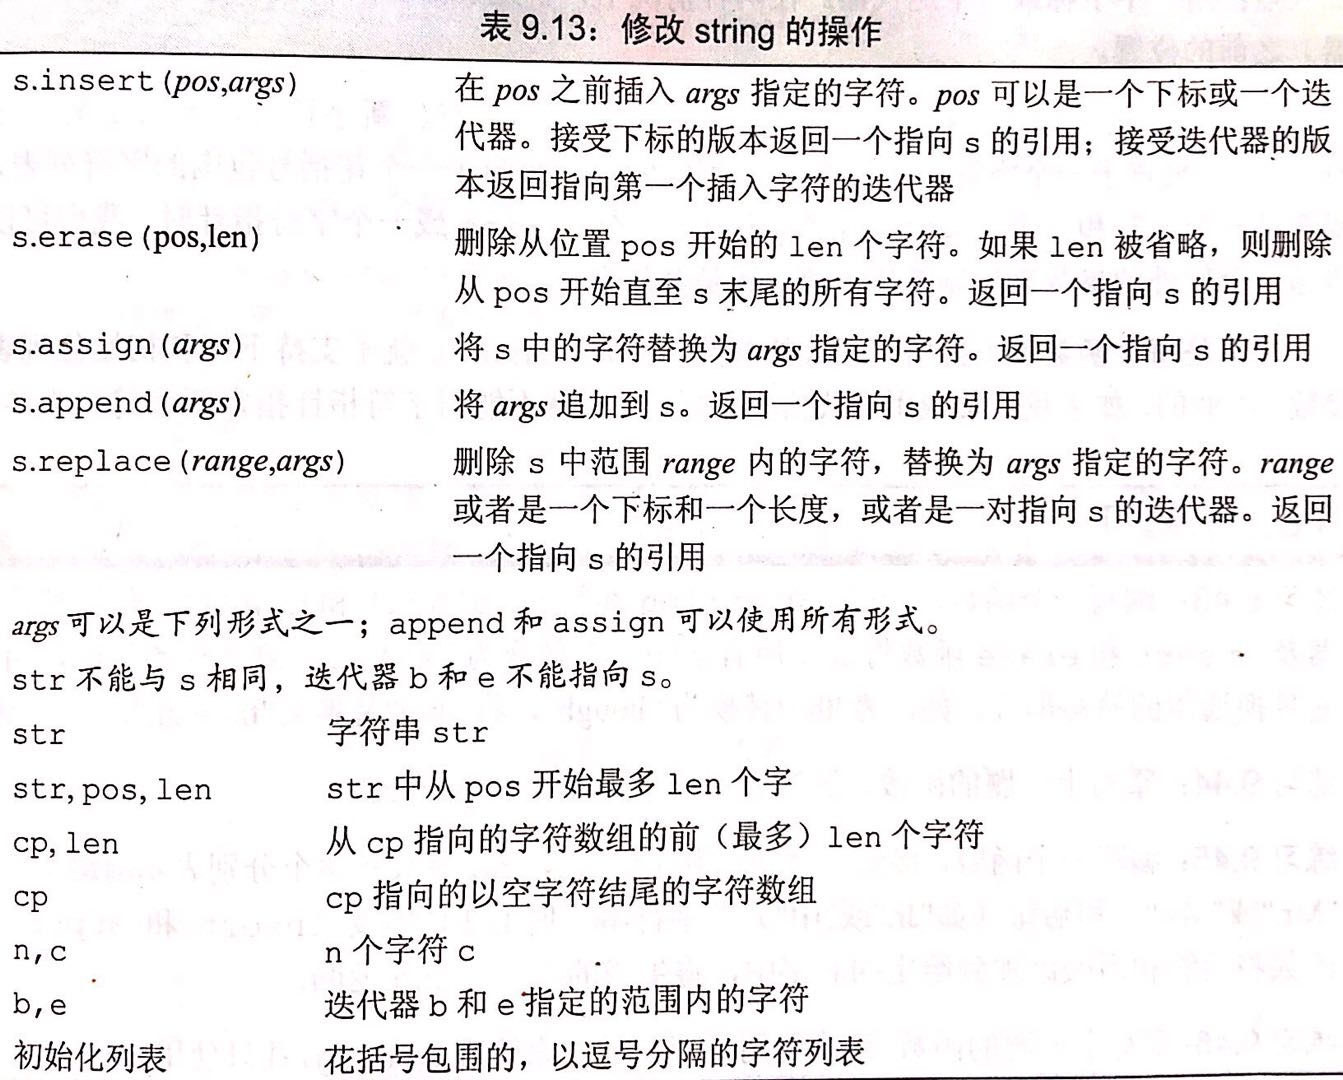 表 9.13：修改 string 的操作
s.insert(pos,args) 在 pos 之前插入 args 指定的字符。pos 可以是一个下标或一个迭
代器。接受下标的版本返回一个指向 s 的引用；接受迭代器的版
本返回指向第一个插入字符的迭代器
s.erase(pos,len) 删除从位置 pos 开始的 len 个字符。如果 len 被省略，则删除
从 pos 开始直至 s 末尾的所有字符。返回一个指向 s 的引用
s.assign(args) 将 s 中的字符替换为 args 指定的字符。返回一个指向 s 的引用
s.append(args) 将 args 追加到 s。返回一个指向 s 的引用
s.replace(range,args) 删除 s 中范围 range 内的字符，替换为 args 指定的字符。range
或者是一个下标和一个长度，或者是一对指向 s 的迭代器。返回
一个指向 s 的引用
args 可以是下列形式之一；append 和 assign 可以使用所有形式。
str 不能与 s 相同，迭代器 b 和 e 不能指向 s。
str 字符串 str
str,pos,len str 中从 pos 开始最多 len 个字
cp,len 从 cp 指向的字符数组的前（最多）len 个字符
cp cp 指向的以空字符结尾的字符数组
n,c n 个字符 c
b,e 迭代器 b 和 e 指定的范围内的字符
初始化列表 花括号包围的，以逗号分隔的字符列表